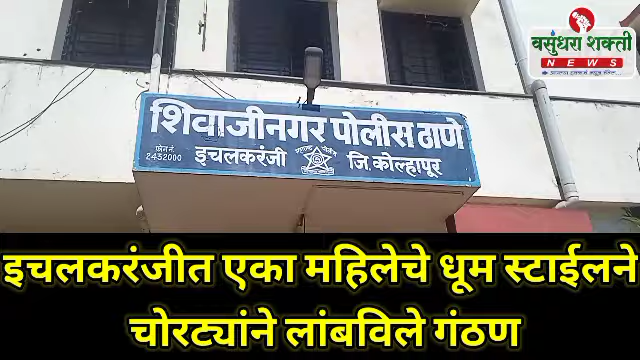 वसुंधरा शक्ती
NEWS
शिवाजीनगर पोलीस ठाणे
फोन नं.
2432000
इचलकरंजी
जि. कोल्हापूर
इचलकरंजीत एका महिलेचे धूम स्टाईलने
चोरट्यांने लांबविले गंठण